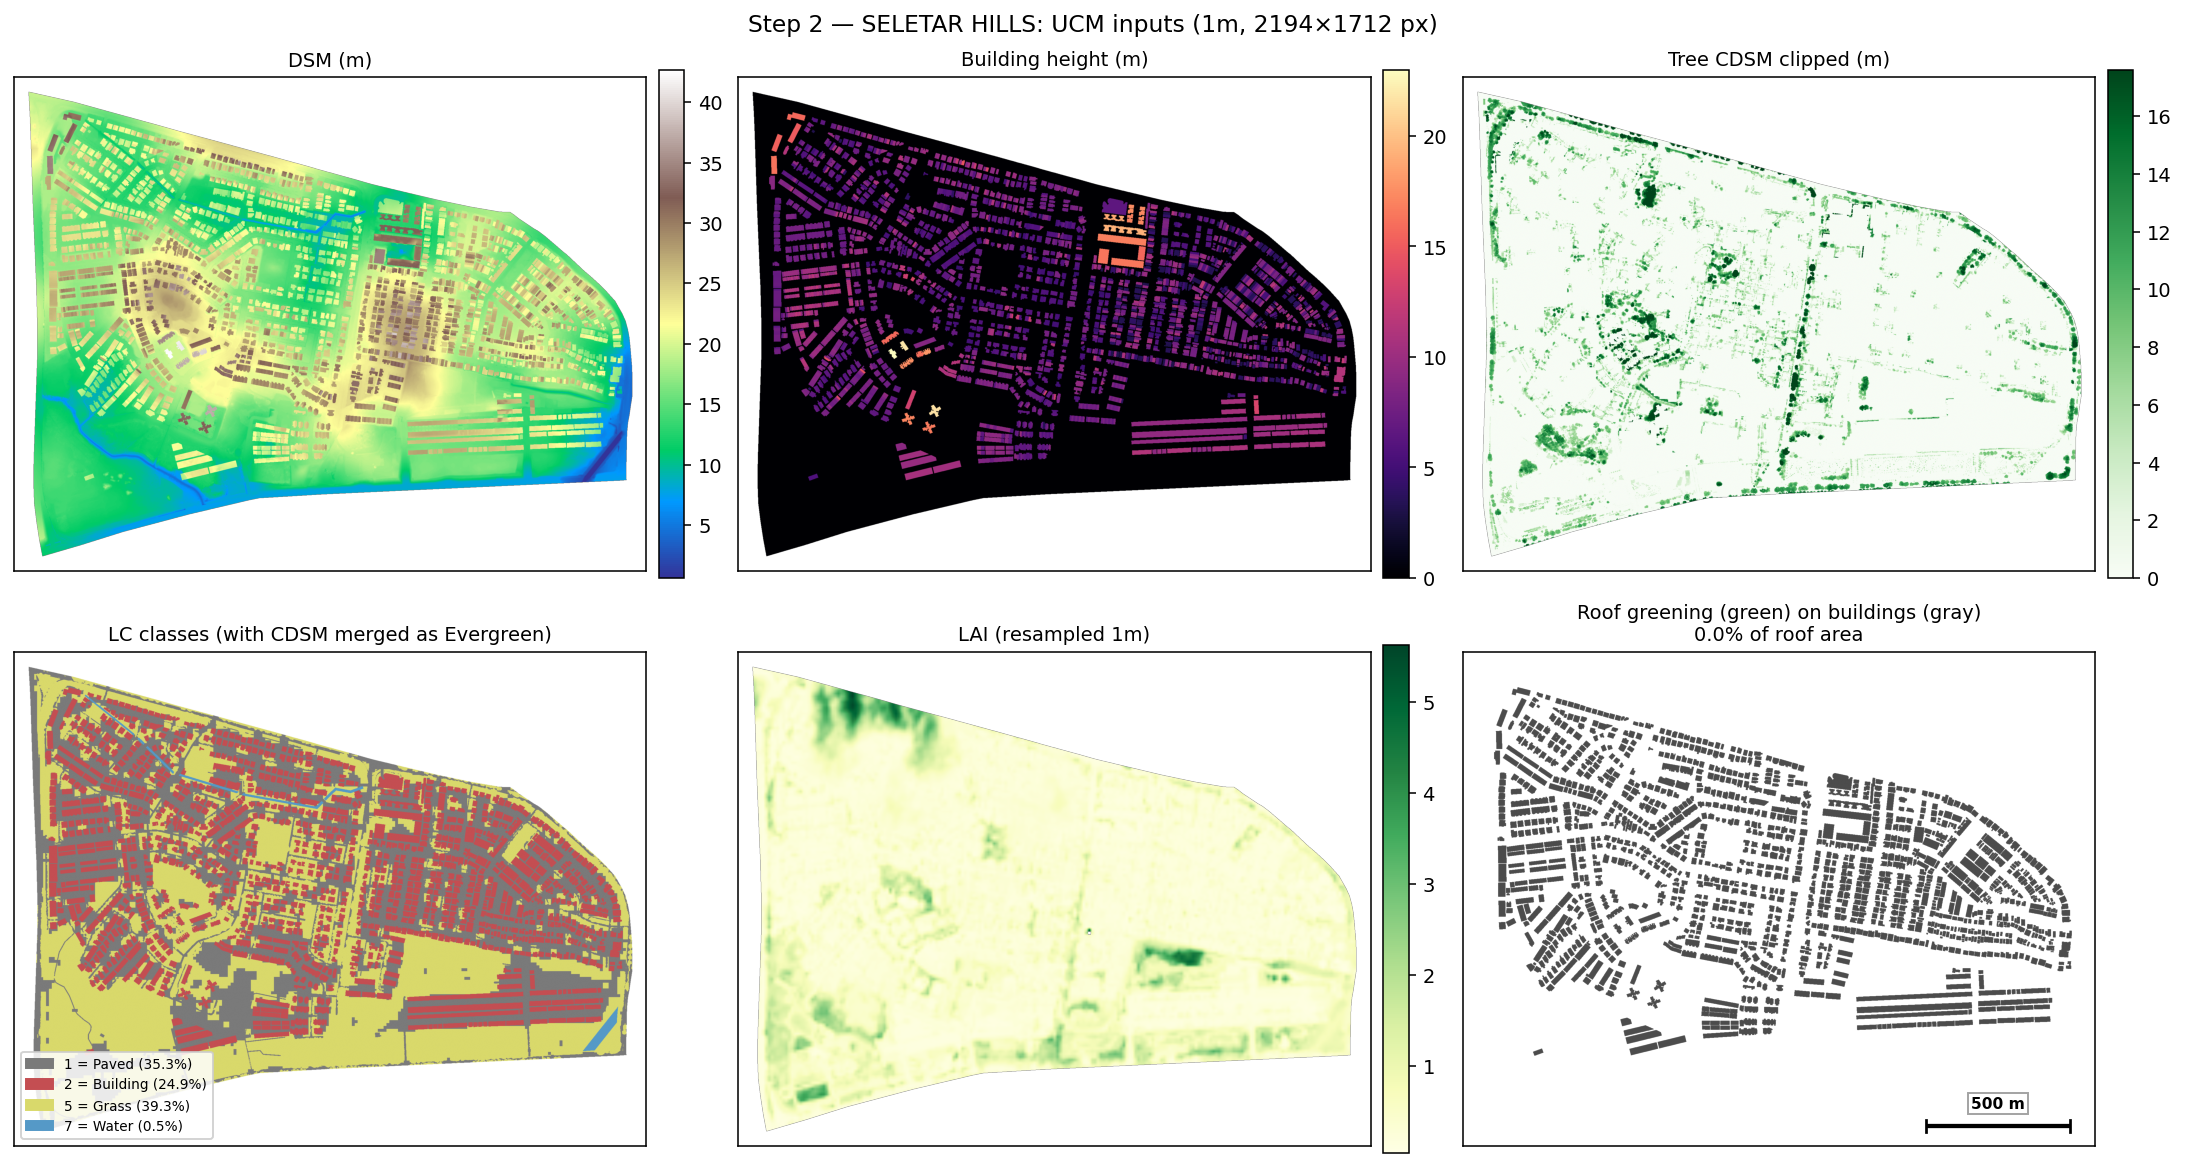 Step 2 — SELETAR HILLS: UCM inputs (1m, 2194×1712 px)
DSM (m)
40
35
30
25
20
15
10
5
Building height (m)
20
15
10
5
0
Tree CDSM clipped (m)
16
14
12
10
8
6
4
2
0
LC classes (with CDSM merged as Evergreen)
1 = Paved (35.3%)
2 = Building (24.9%)
5 = Grass (39.3%)
7 = Water (0.5%)
LAI (resampled 1m)
5
4
3
2
1
Roof greening (green) on buildings (gray)
0.0% of roof area
500 m